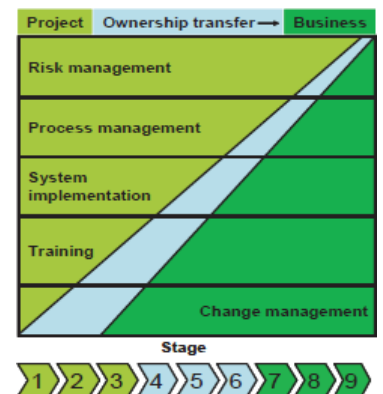 Project Ownership transfer→ Business
Risk management
Process management
System
implementation
Training
Change management
Stage
1 2 3 4 5 6 7 8 9